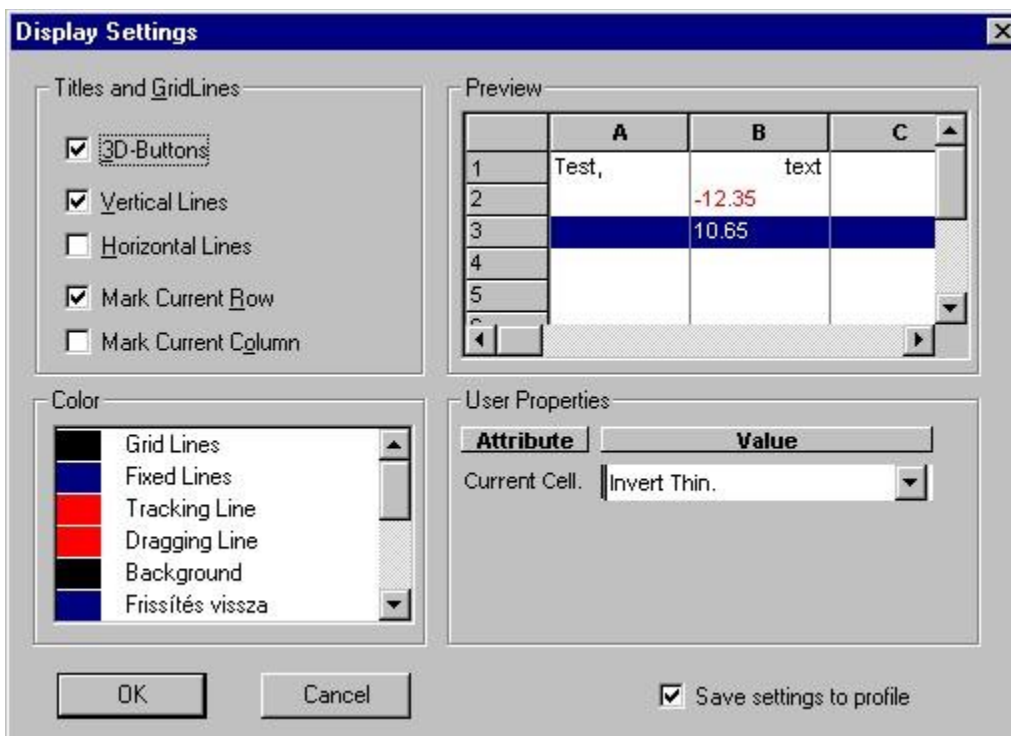 Display Settings
Titles and GridLines
3D-Buttons
Vertical Lines
Horizontal Lines
Mark Current Row
Mark Current Column
Preview
A B C
1 Test, text
2 -12.35
3 10.65
4
5
Color
Grid Lines
Fixed Lines
Tracking Line
Dragging Line
Background
Frissítés vissza
User Properties
Attribute Value
Current Cell. Invert Thin.
OK Cancel
Save settings to profile